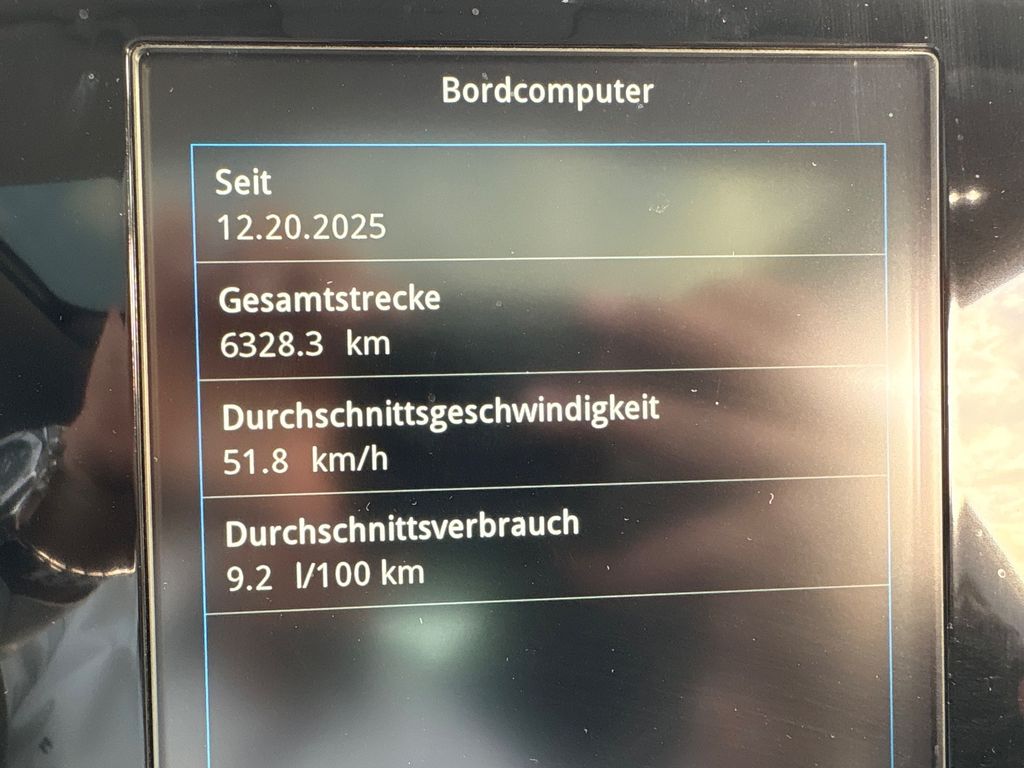 Bordcomputer
Seit
12.20.2025
Gesamtstrecke
6328.3 km
Durchschnittsgeschwindigkeit
51.8 km/h
Durchschnittsverbrauch
9.2 l/100 km